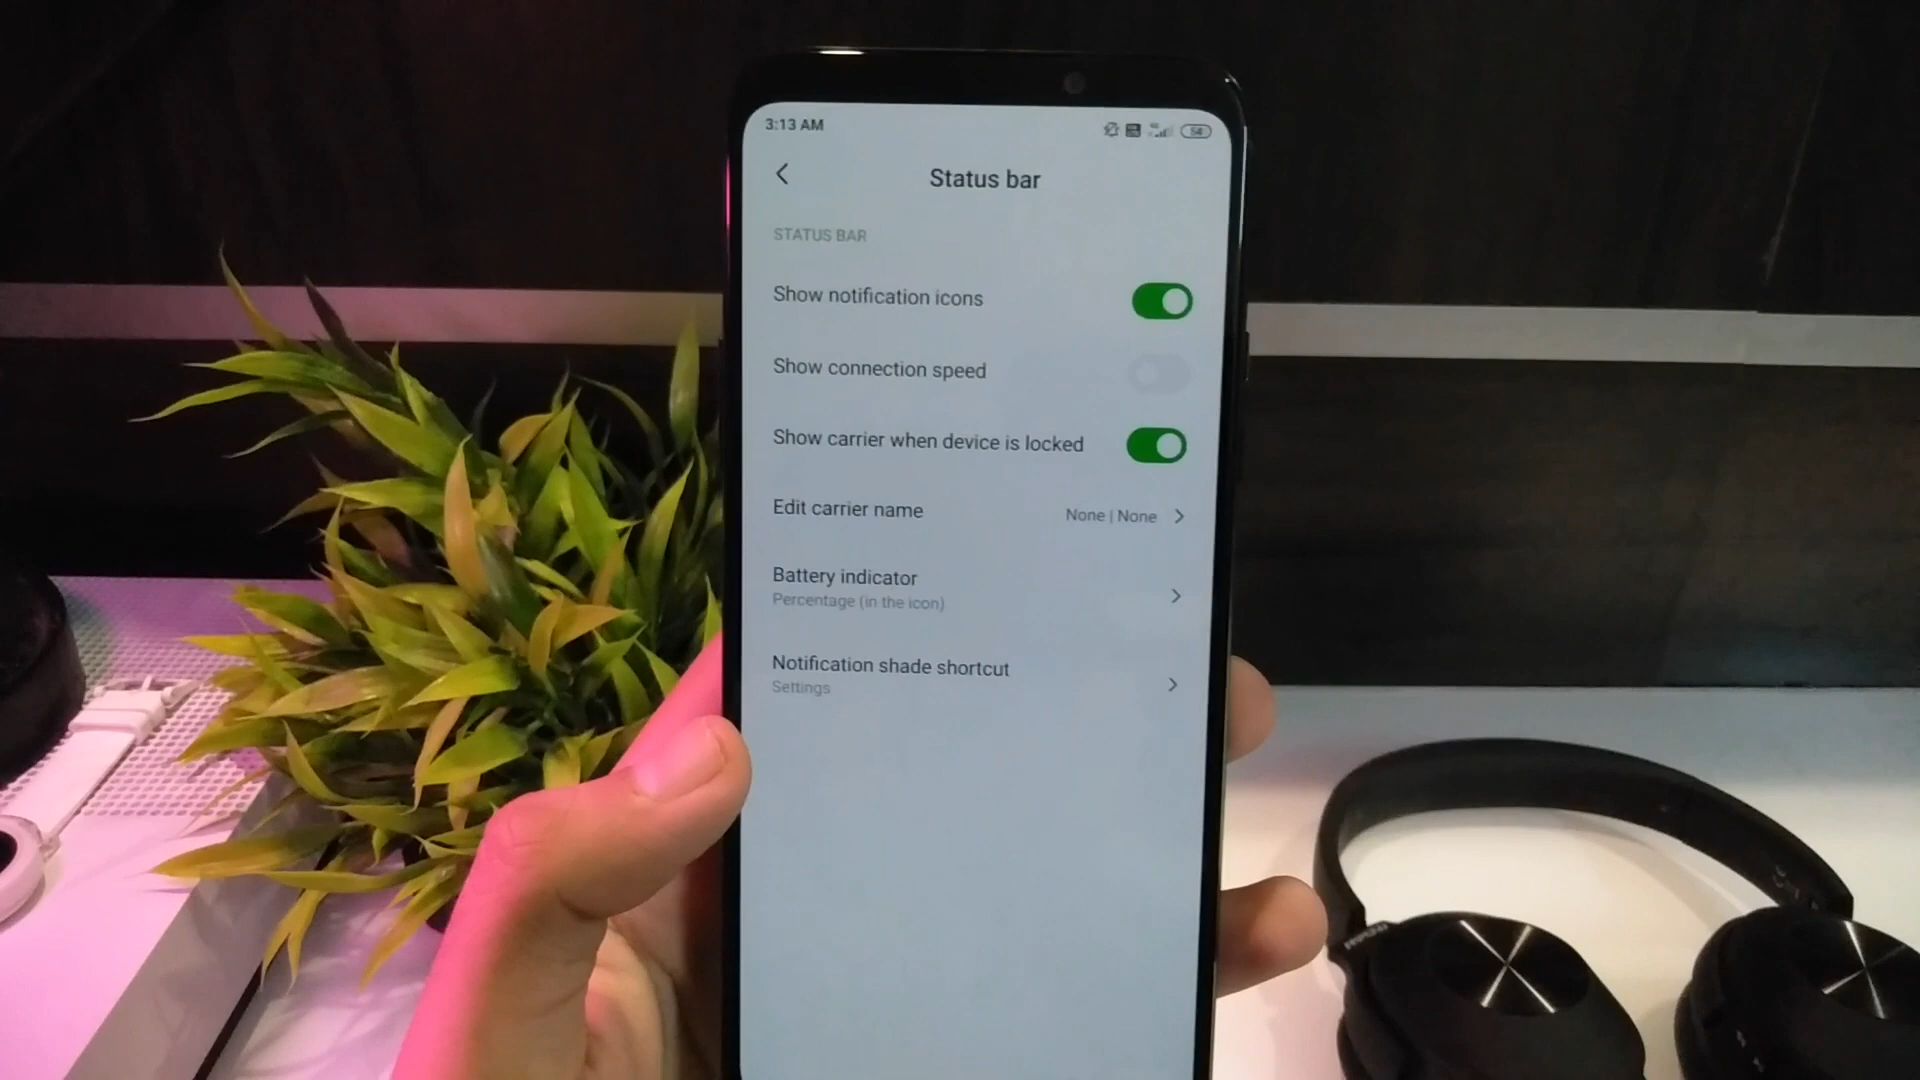 3:13 AM
54
Status bar
STATUS BAR
Show notification icons
Show connection speed
Show carrier when device is locked
Edit carrier name
None | None
Battery indicator
Percentage (in the icon)
Notification shade shortcut
Settings